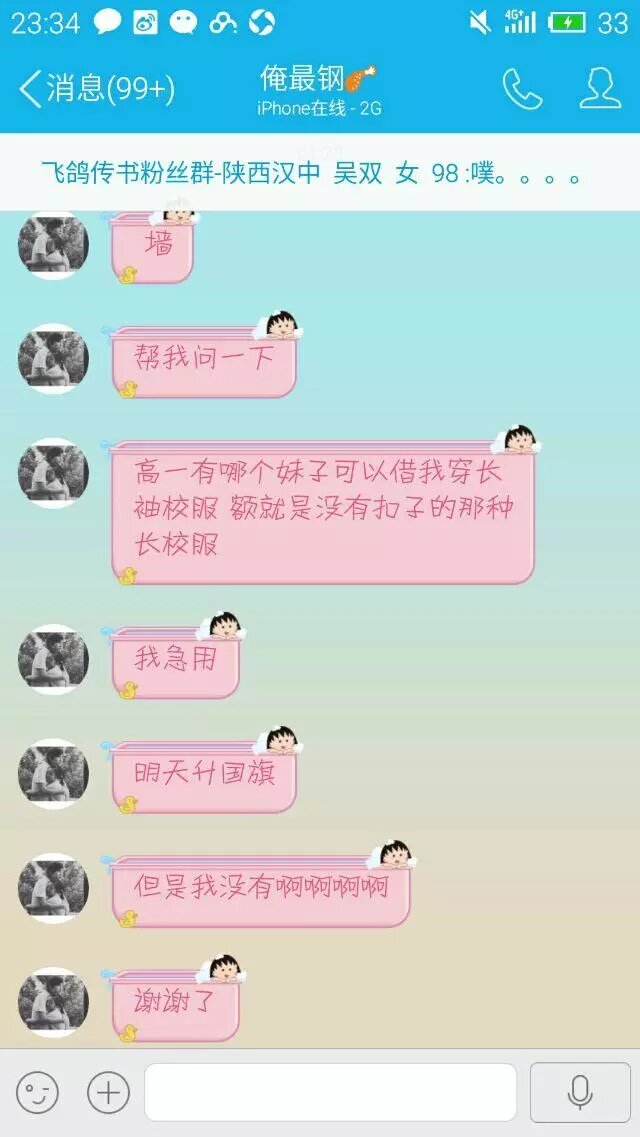 23:34
4G+
33
消息(99+)
俺最钢
iPhone在线 - 2G
飞鸽传书粉丝群-陕西汉中 吴双 女 98 :噗。。。。
墙
帮我问一下
高一有哪个妹子可以借我穿长
袖校服 额就是没有扣子的那种
长校服
我急用
明天升国旗
但是我没有啊啊啊啊
谢谢了